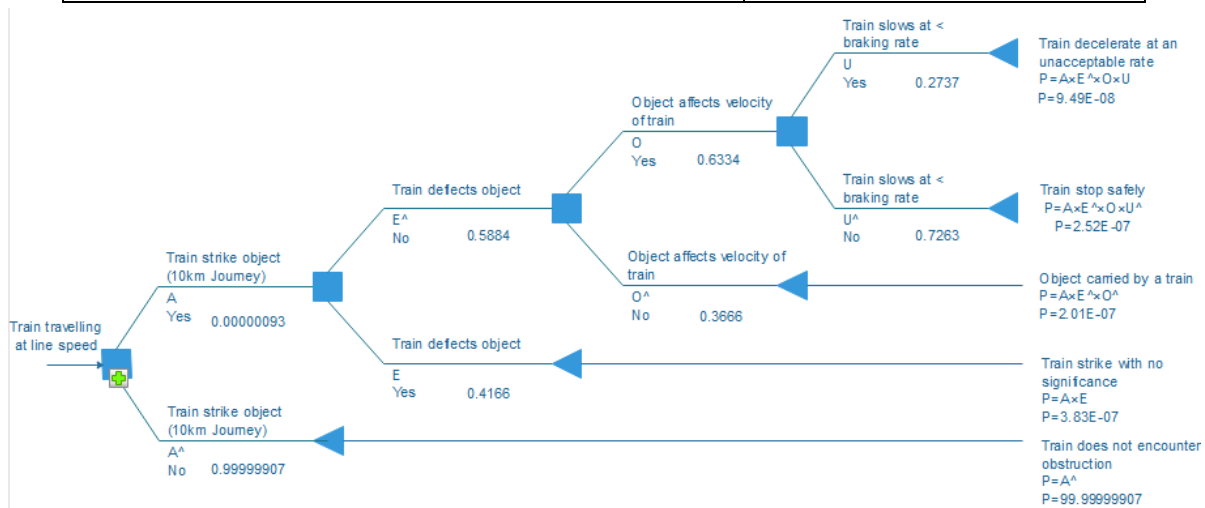 Train slows at <
braking rate
U
Yes 0.2737
Train decelerate at an
unacceptable rate
P=A×E^×O×U
P=9.49E-08
Object affects velocity
of train
O
Yes 0.6334
Train slows at <
braking rate
U^
No 0.7263
Train stop safely
P=A×E^×O×U^
P=2.52E-07
Train deflects object
E^
No 0.5884
Object affects velocity of
train
O^
No 0.3666
Object carried by a train
P=A×E^×O^
P=2.01E-07
Train strike object
(10km Journey)
A
Yes 0.00000093
Train travelling
at line speed
Train deflects object
E
Yes 0.4166
Train strike with no
significance
P=A×E
P=3.83E-07
Train strike object
(10km Journey)
A^
No 0.99999907
Train does not encounter
obstruction
P=A^
P=99.99999907